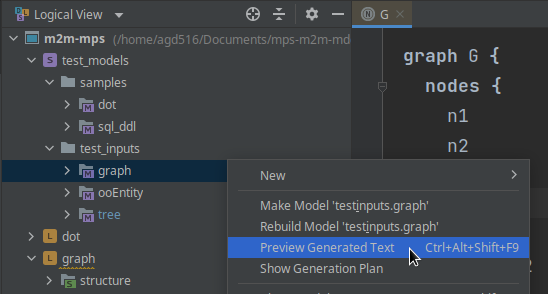 Logical View
G
m2m-mps (/home/agd516/Documents/mps-m2m-md
test_models
samples
dot
sql_ddl
test_inputs
graph
ooEntity
tree
dot
graph
structure
graph G {
nodes {
n1
n2
New
Make Model 'testinputs.graph'
Rebuild Model 'testinputs.graph'
Preview Generated Text Ctrl+Alt+Shift+F9
Show Generation Plan